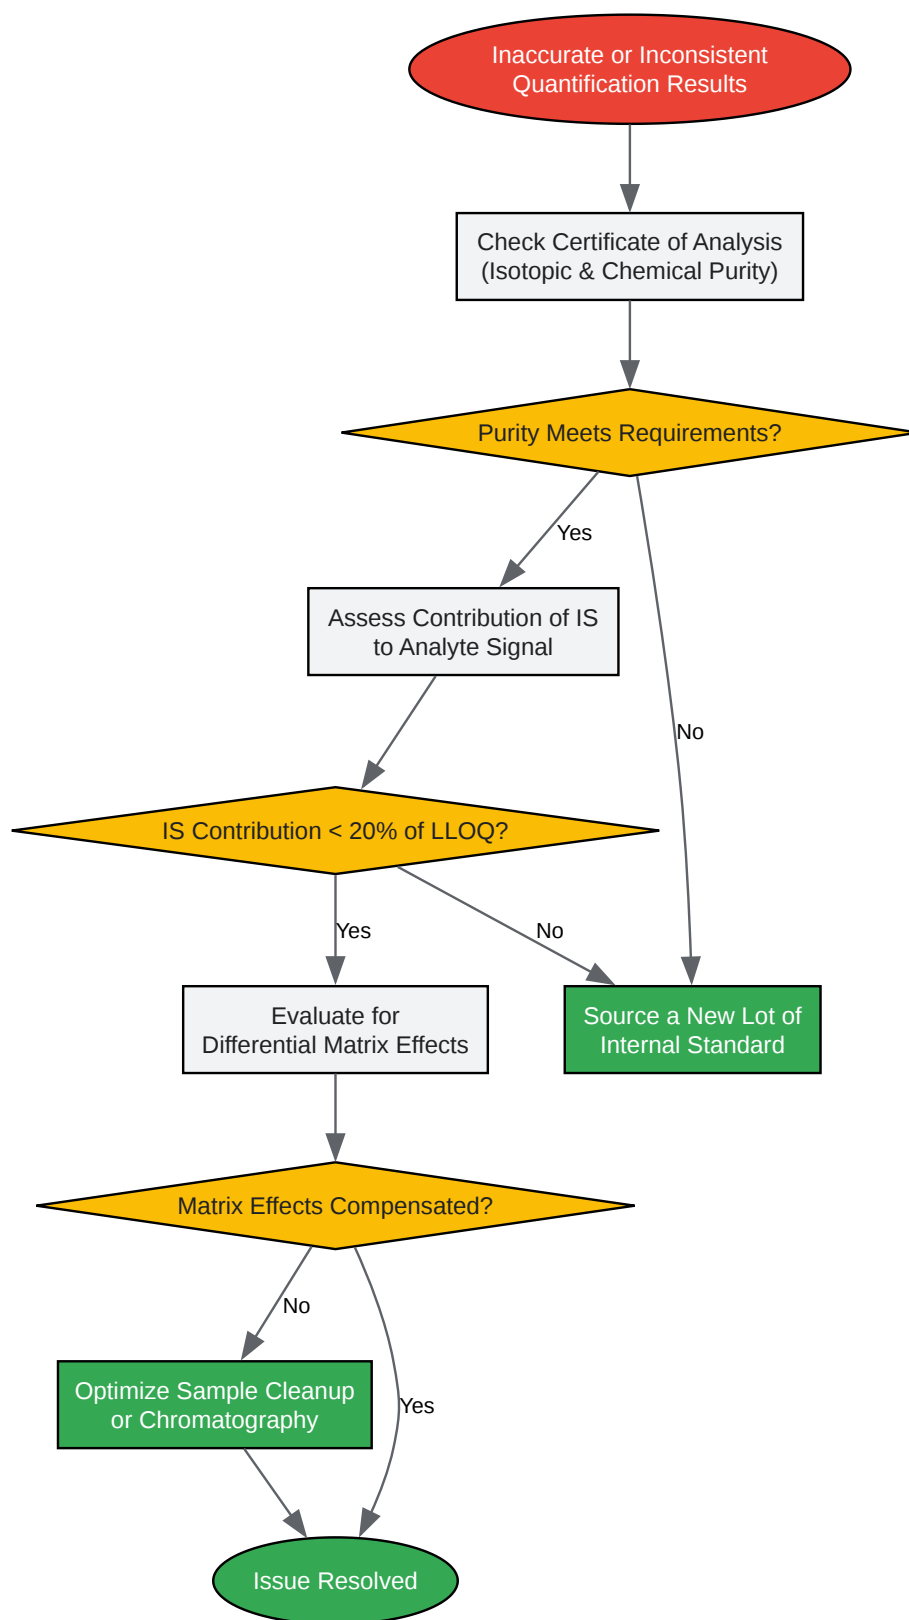 Inaccurate or Inconsistent
Quantification Results
Check Certificate of Analysis
(Isotopic & Chemical Purity)
Purity Meets Requirements?
Yes
Assess Contribution of IS
to Analyte Signal
No
IS Contribution < 20% of LLOQ?
Yes
No
Evaluate for
Differential Matrix Effects
Source a New Lot of
Internal Standard
Matrix Effects Compensated?
No
Optimize Sample Cleanup
or Chromatography
Yes
Issue Resolved